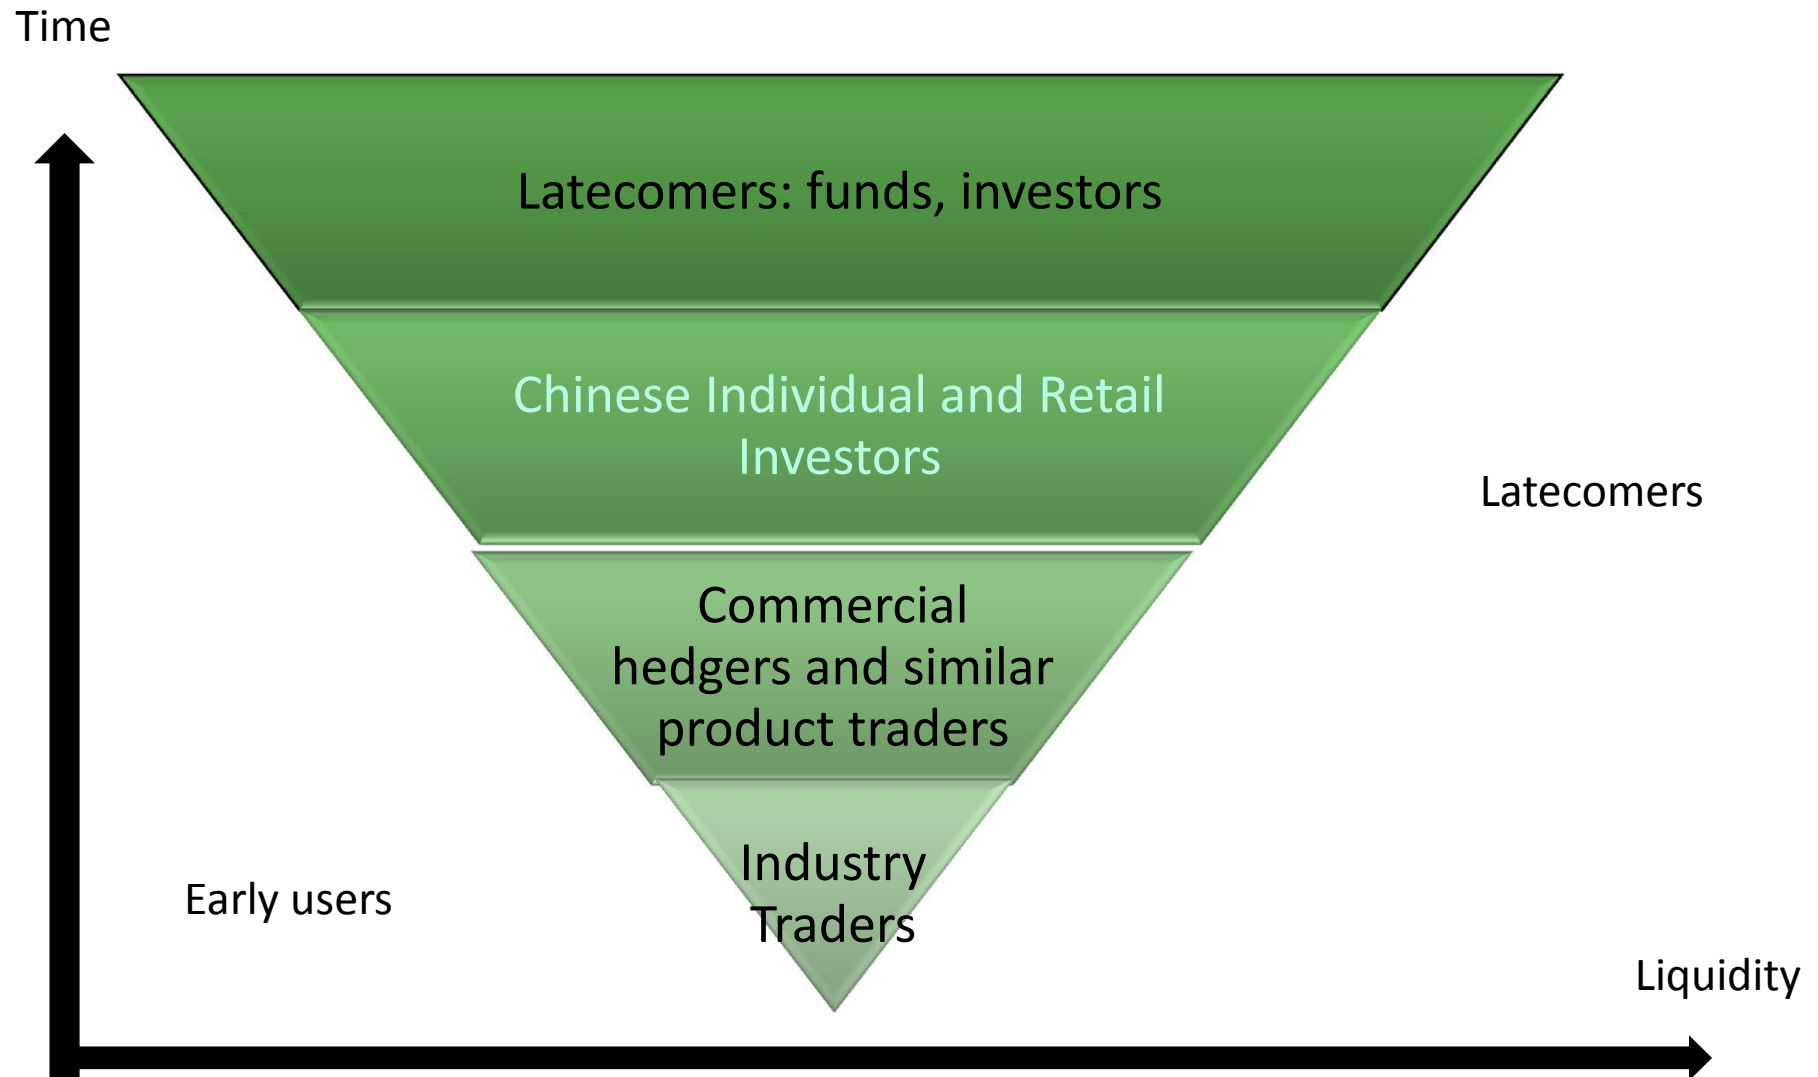 Time
Latecomers: funds, investors
Chinese Individual and Retail
Investors
Latecomers
Commercial
hedgers and similar
product traders
Industry
Traders
Early users
Liquidity